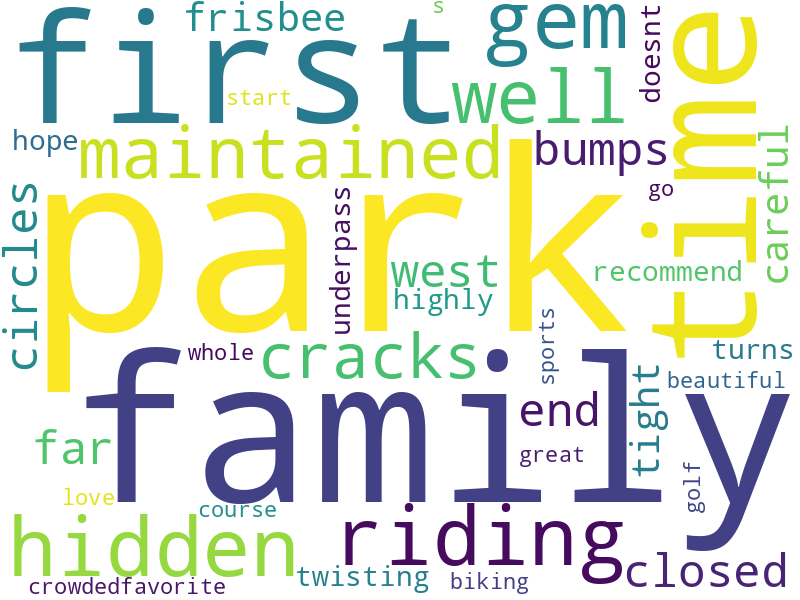 first
frisbee
s
gem
doesnt
time
start
well
hope
maintained
bumps
careful
circles
park
underpass
go
west
recommend
highly
whole
cracks
sports
turns
family
beautiful
tight
end
far
great
golf
love
course
hidden
riding
closed
crowdedfavorite
twisting
biking